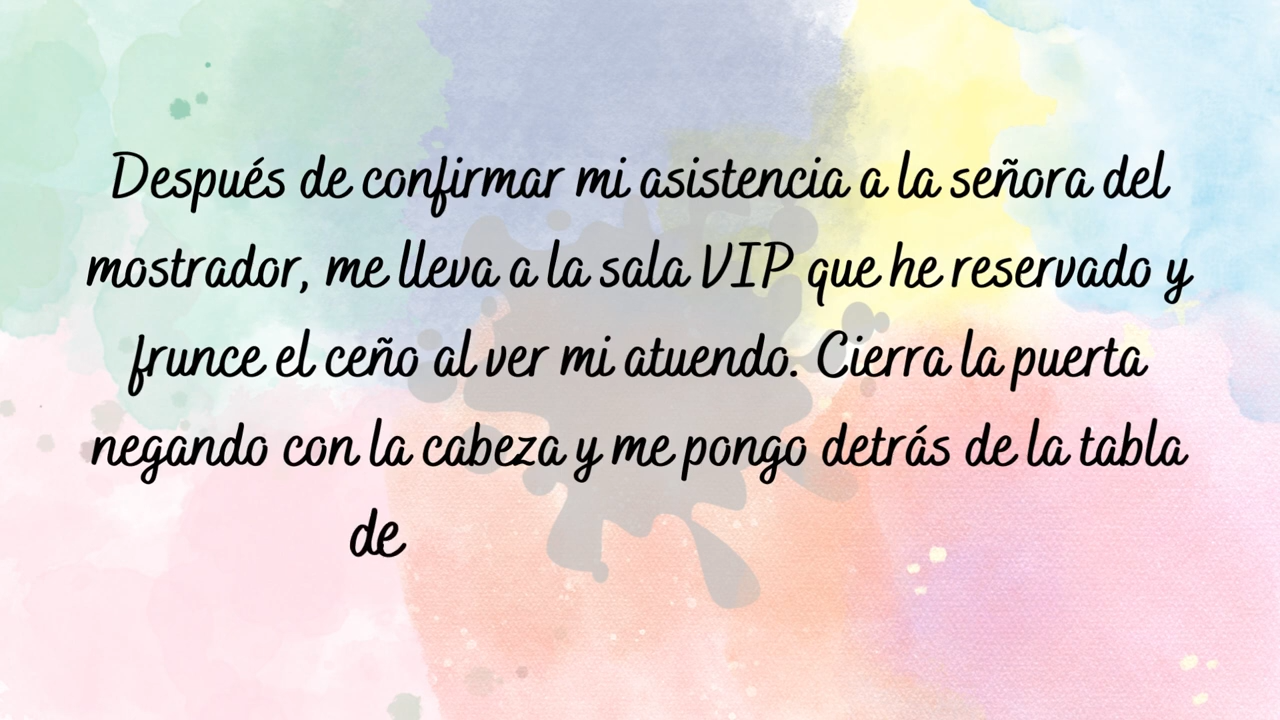 Después de confirmar mi asistencia a la señora del
mostrador, me lleva a la sala VIP que he reservado y
frunce el ceño al ver mi atuendo. Cierra la puerta
negando con la cabeza y me pongo detrás de la tabla
de